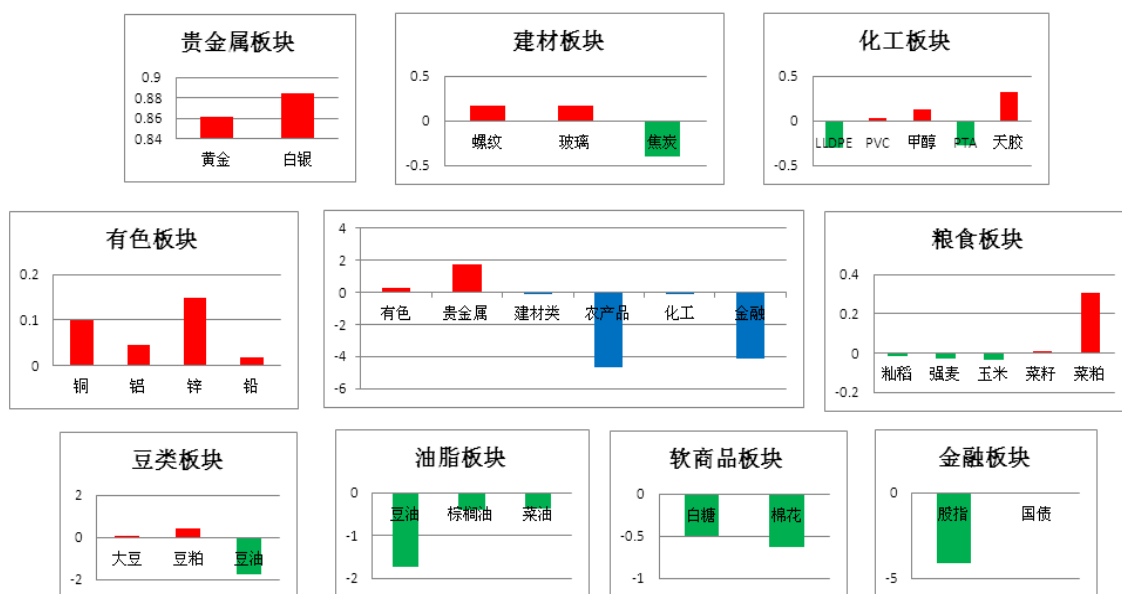 贵金属板块
0.9
0.88
0.86
0.84
黄金 白银
建材板块
0.5
0
-0.5
螺纹 玻璃 焦炭
化工板块
0.5
0
-0.5
LLDPE PVC 甲醇 PTA 天胶
有色板块
0.2
0.1
0
铜 铝 锌 铅
4
2
0
-2
-4
-6
有色 贵金属 建材类 农产品 化工 金融
粮食板块
0.4
0.2
0
-0.2
籼稻 强麦 玉米 菜籽 菜粕
豆类板块
2
0
-2
大豆 豆粕 豆油
油脂板块
0
-1
-2
豆油 棕榈油 菜油
软商品板块
0
-0.5
-1
白糖 棉花
金融板块
0
-5
股指 国债